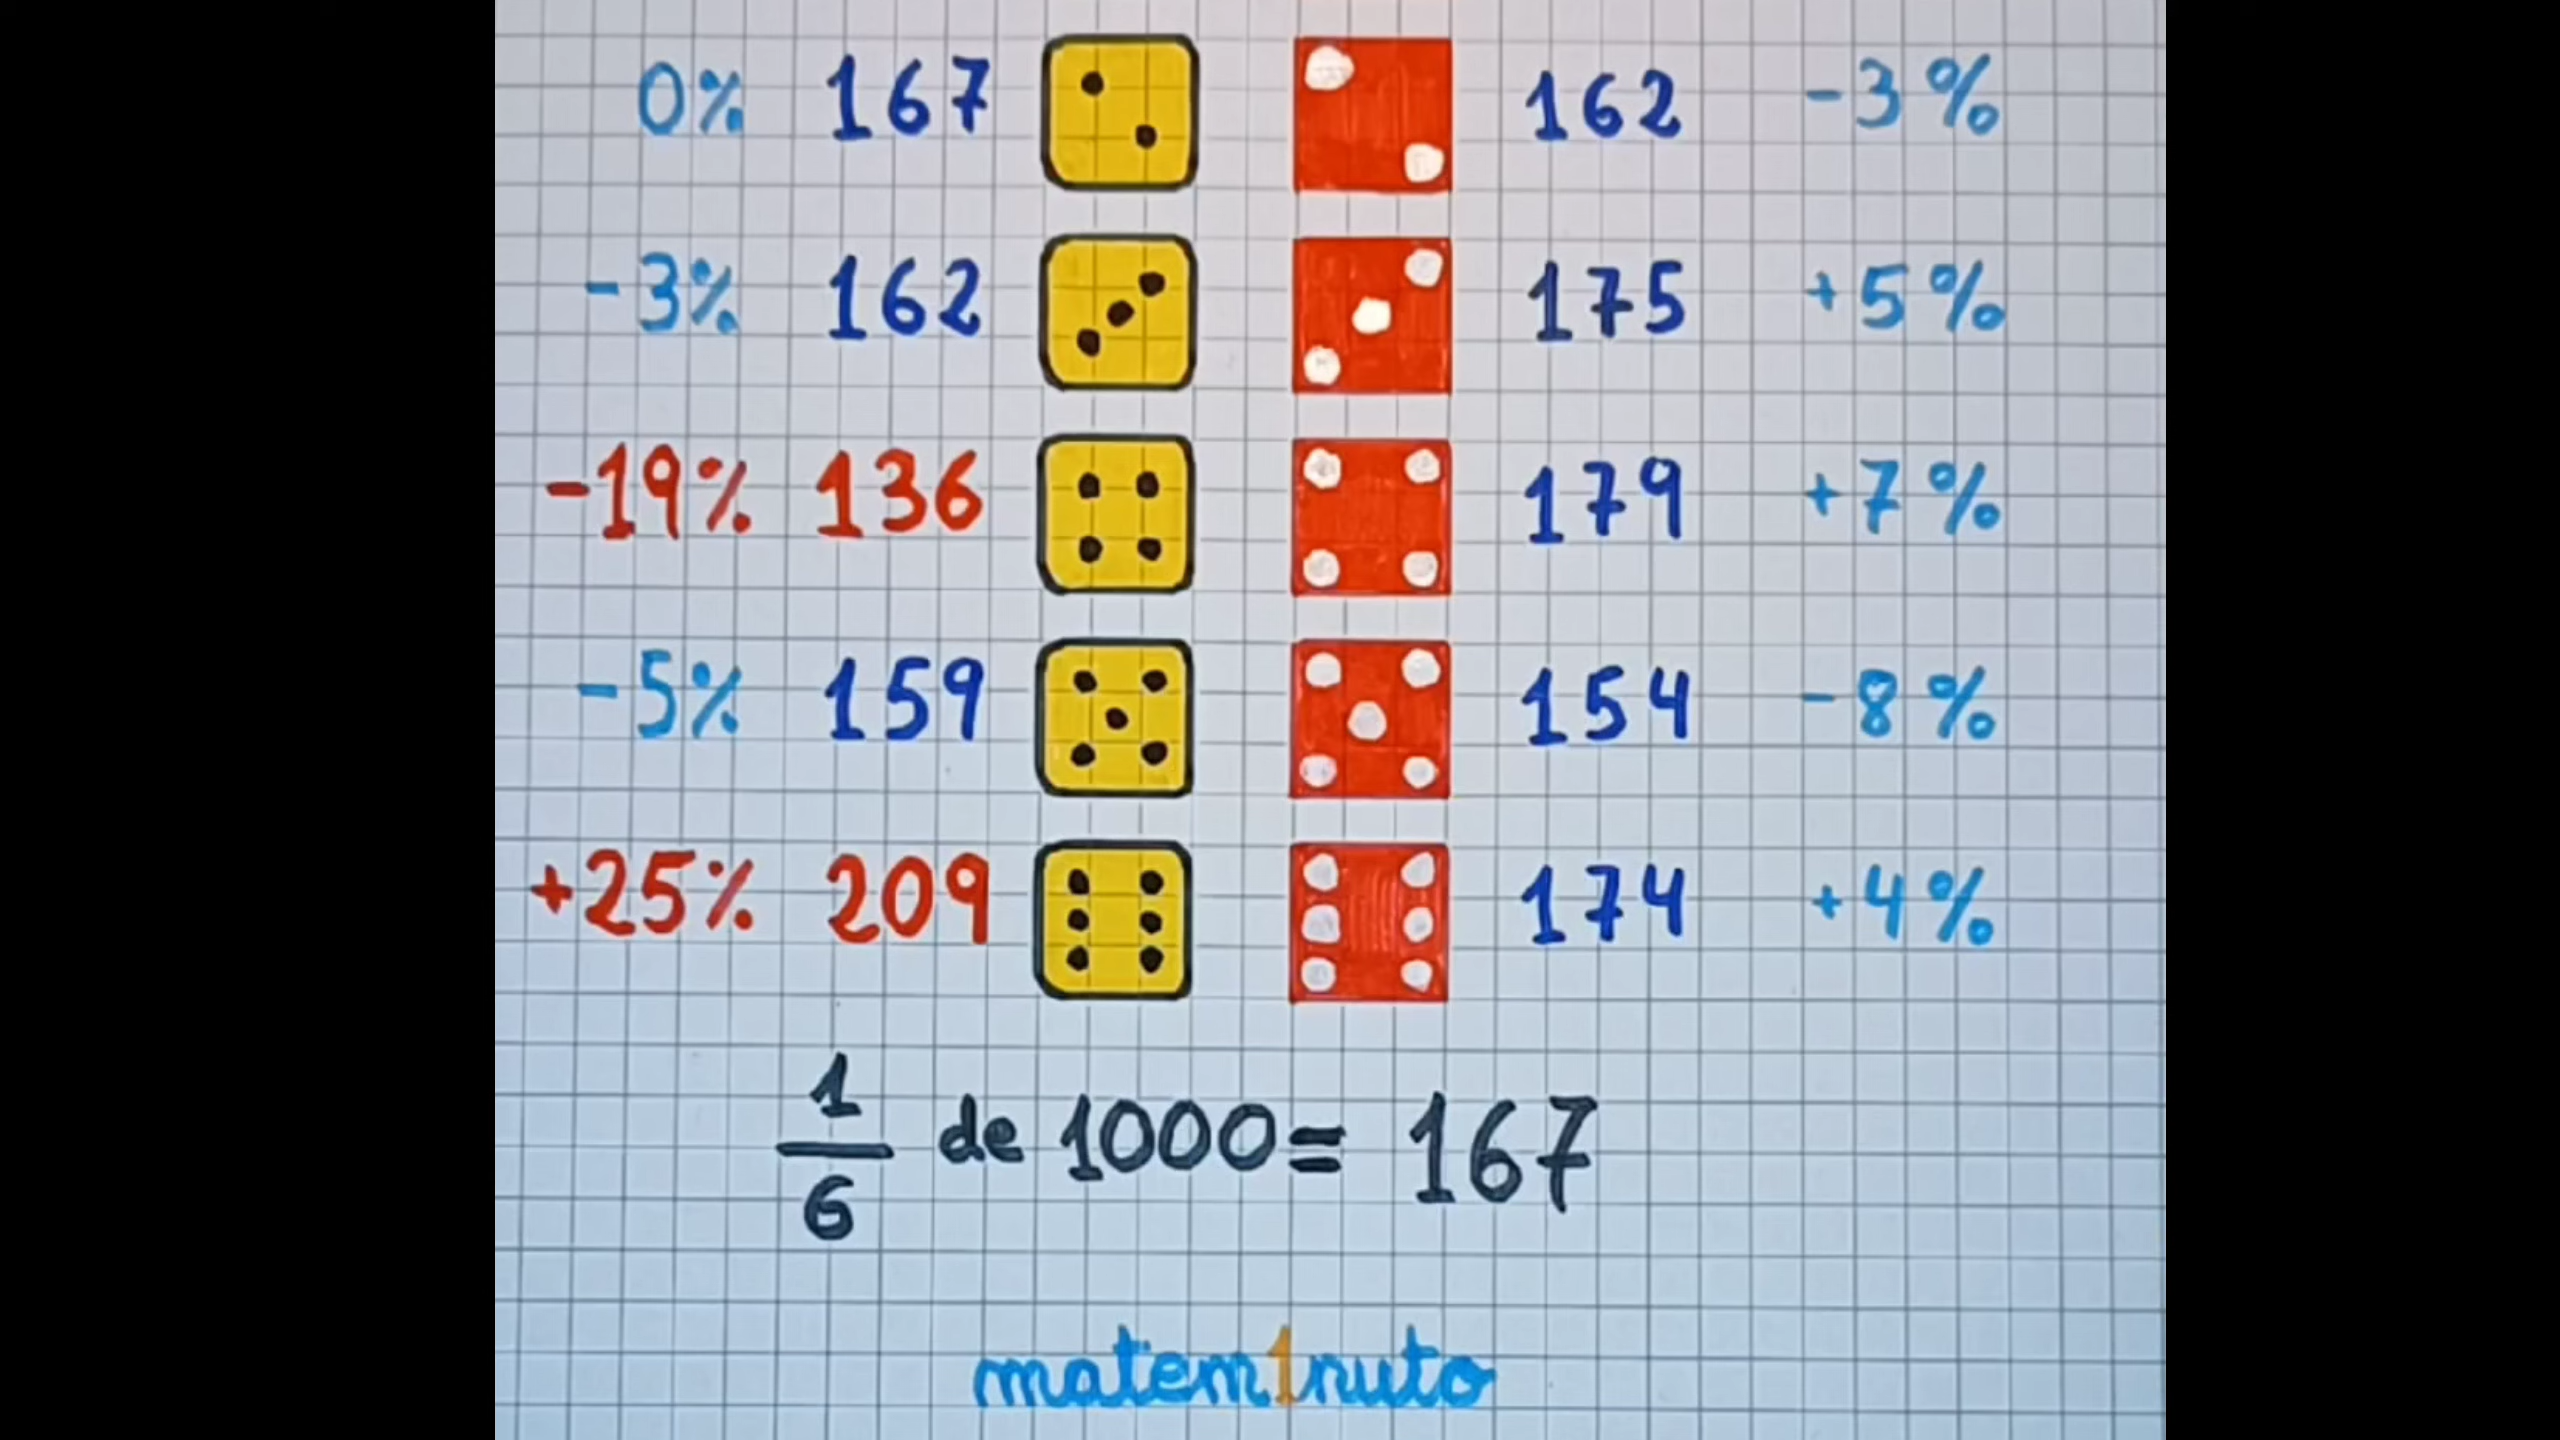 0% 167 162 -3%
-3% 162 175 +5%
-19% 136 179 +7%
-5% 159 154 -8%
+25% 209 174 +4%
1/6 de 1000 = 167
matem1nuto